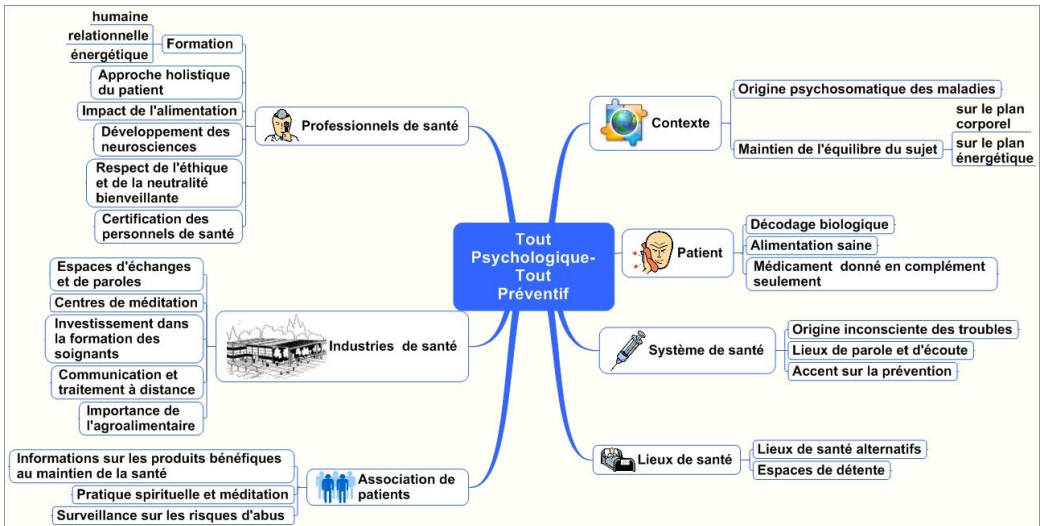 Tout
Psychologique-
Tout
Préventif
Professionnels de santé
Formation
humaine
relationnelle
énergétique
Approche holistique
du patient
Impact de l'alimentation
Développement des
neurosciences
Respect de l'éthique
et de la neutralité
bienveillante
Certification des
personnels de santé
Industries de santé
Espaces d'échanges
et de paroles
Centres de méditation
Investissement dans
la formation des
soignants
Communication et
traitement à distance
Importance de
l'agroalimentaire
Association de
patients
Informations sur les produits bénéfiques
au maintien de la santé
Pratique spirituelle et méditation
Surveillance sur les risques d'abus
Contexte
Origine psychosomatique des maladies
Maintien de l'équilibre du sujet
sur le plan
corporel
sur le plan
énergétique
Patient
Décodage biologique
Alimentation saine
Médicament donné en complément
seulement
Système de santé
Origine inconsciente des troubles
Lieux de parole et d'écoute
Accent sur la prévention
Lieux de santé
Lieux de santé alternatifs
Espaces de détente